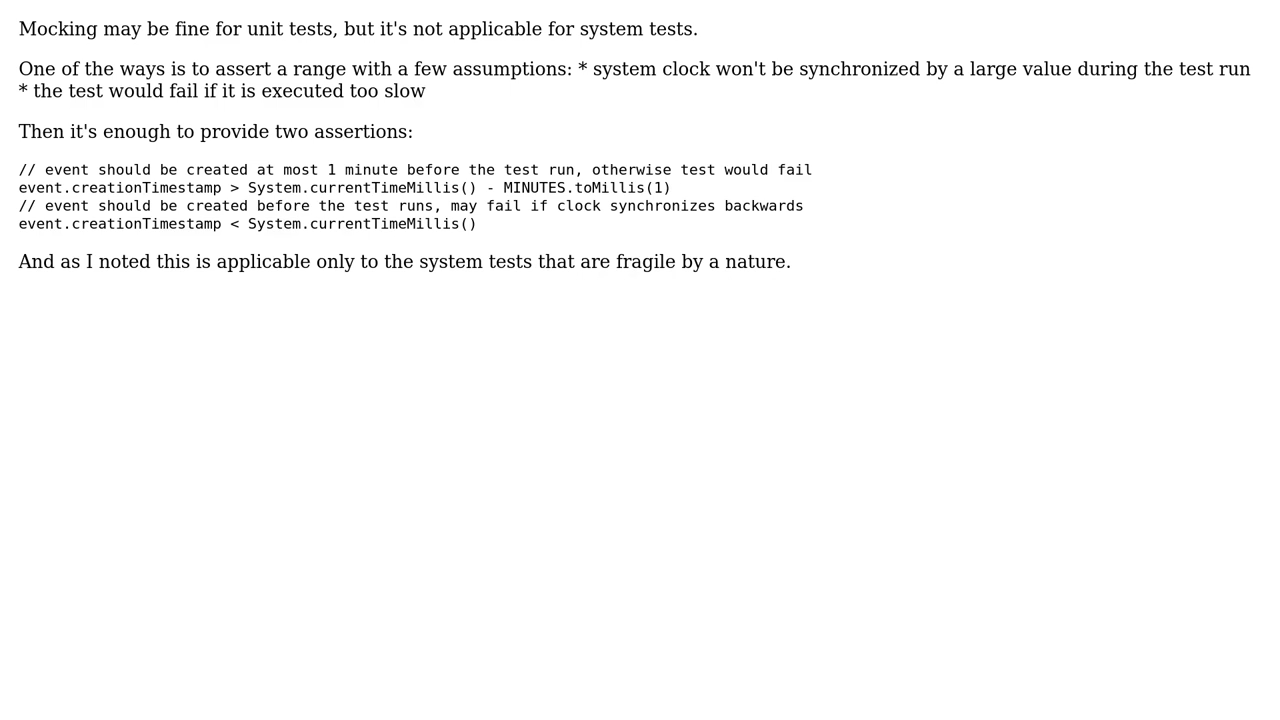 Mocking may be fine for unit tests, but it's not applicable for system tests.
One of the ways is to assert a range with a few assumptions: * system clock won't be synchronized by a large value during the test run
* the test would fail if it is executed too slow
Then it's enough to provide two assertions:
// event should be created at most 1 minute before the test run, otherwise test would fail
event.creationTimestamp > System.currentTimeMillis() - MINUTES.toMillis(1)
// event should be created before the test runs, may fail if clock synchronizes backwards
event.creationTimestamp < System.currentTimeMillis()
And as I noted this is applicable only to the system tests that are fragile by a nature.